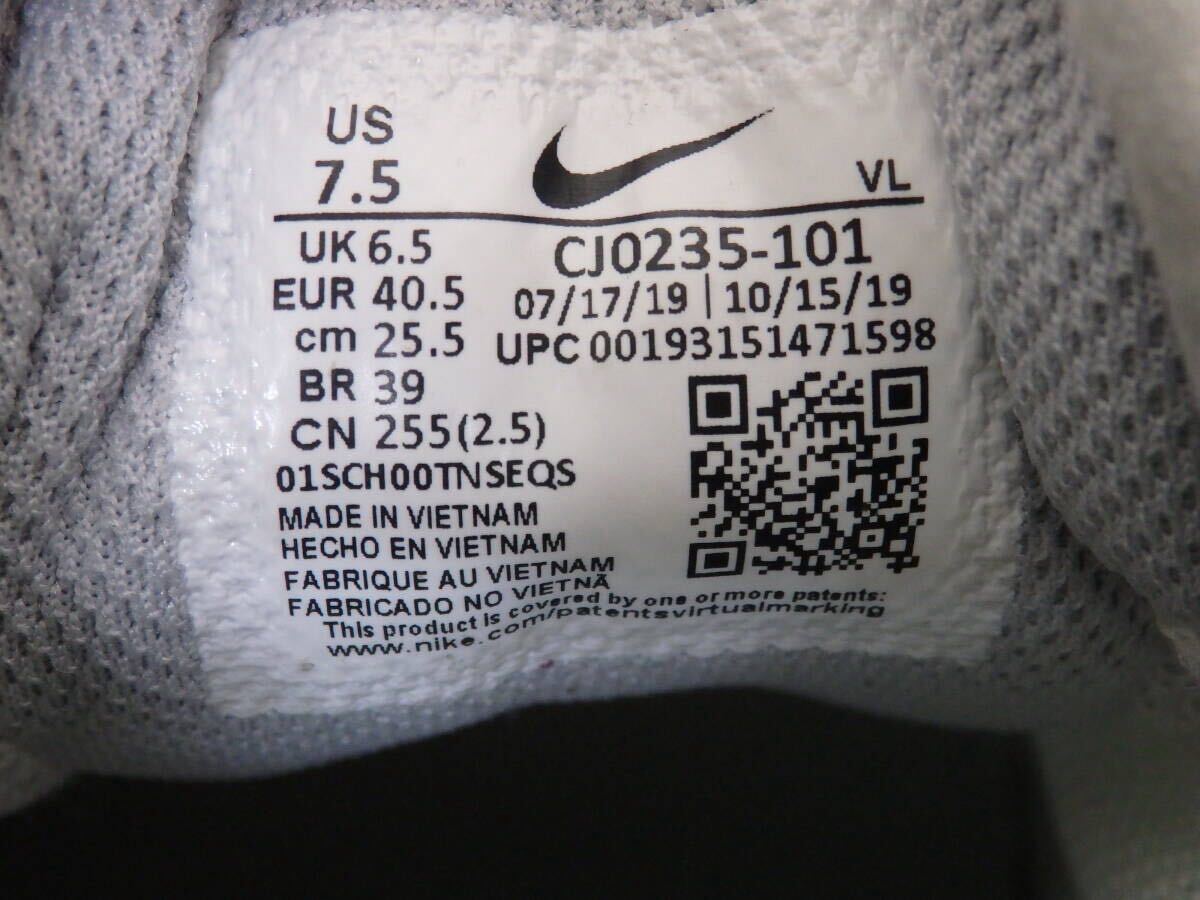 US
7.5
VL
UK 6.5
CJ0235-101
EUR 40.5
07/17/19 | 10/15/19
cm 25.5
UPC 00193151471598
BR 39
CN 255(2.5)
01SCH00TNSEQS
MADE IN VIETNAM
HECHO EN VIETNAM
FABRIQUE AU VIETNAM
FABRICADO NO VIETNÃ
This product is covered by one or more patents:
www.nike.com/patentsvirtualmarking